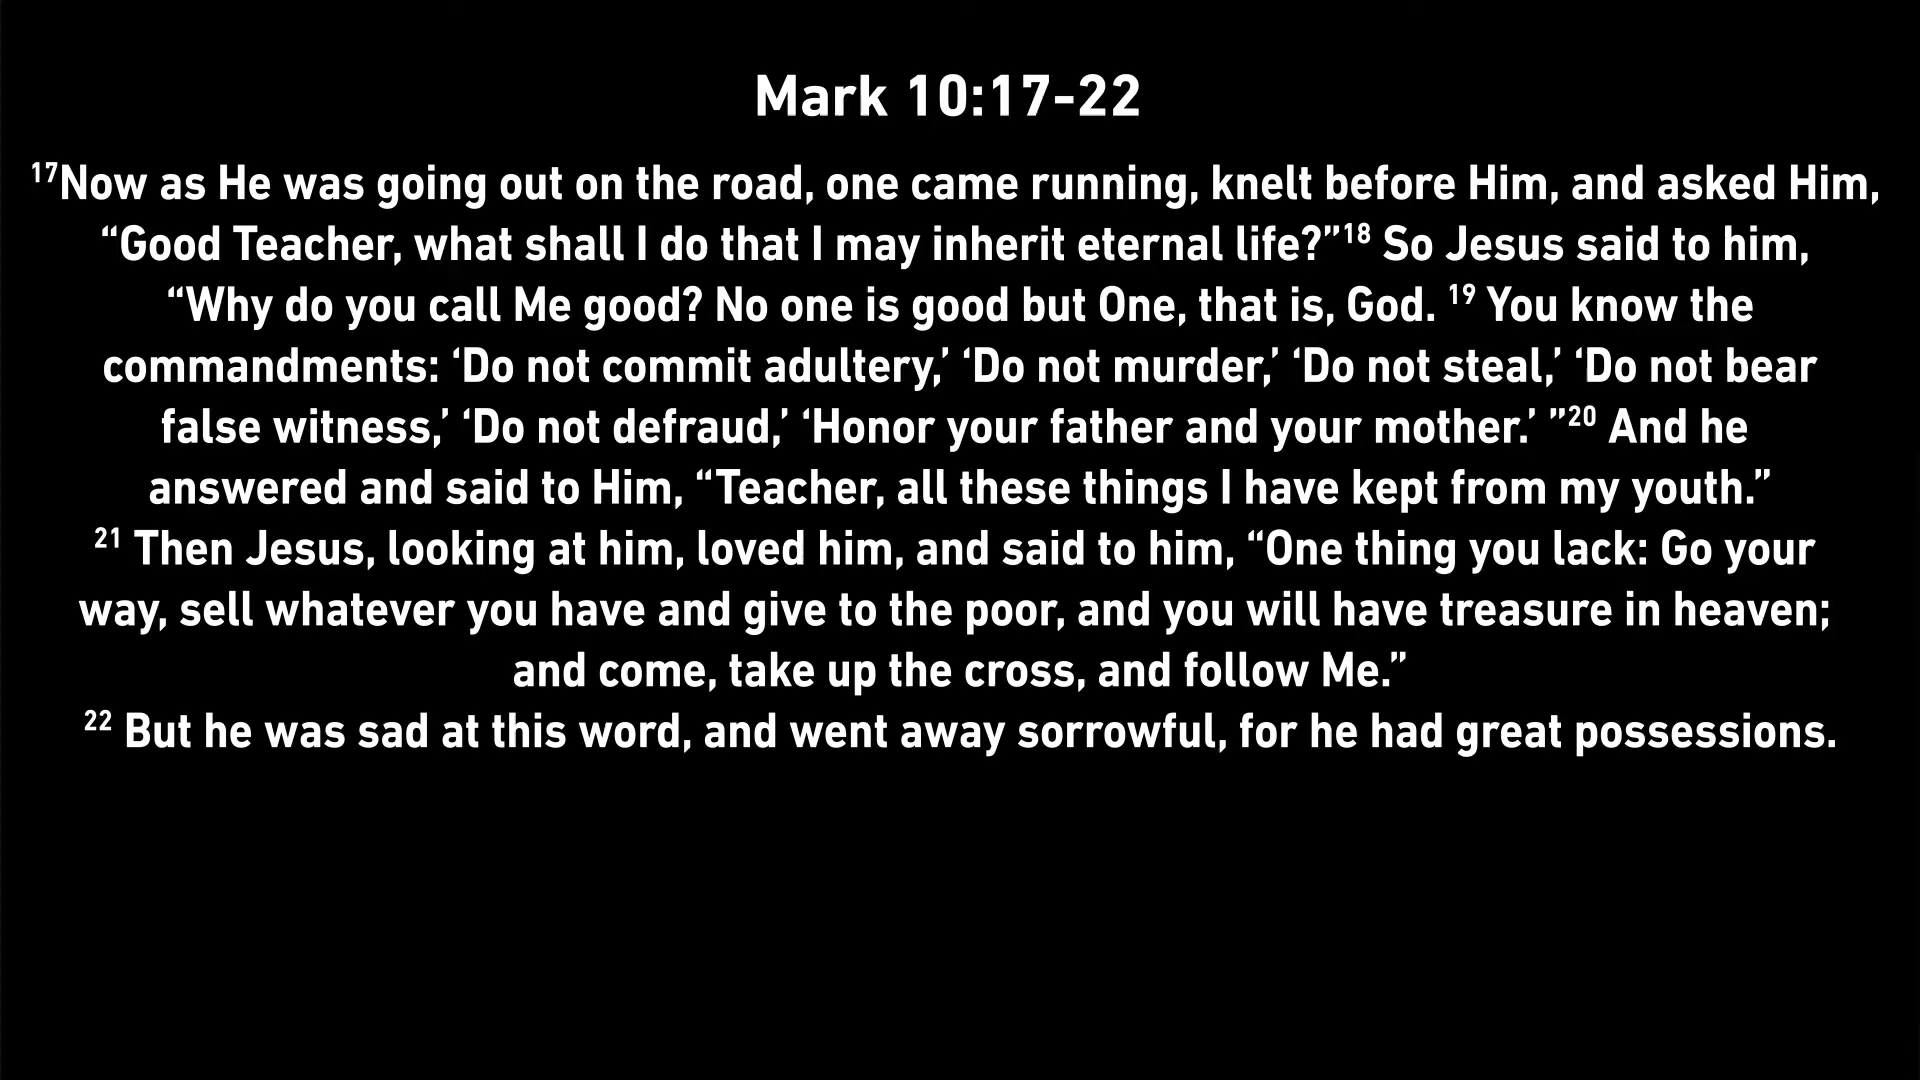 Mark 10:17-22
17Now as He was going out on the road, one came running, knelt before Him, and asked Him,
“Good Teacher, what shall I do that I may inherit eternal life?”18 So Jesus said to him,
“Why do you call Me good? No one is good but One, that is, God. 19 You know the
commandments: ‘Do not commit adultery,’ ‘Do not murder,’ ‘Do not steal,’ ‘Do not bear
false witness,’ ‘Do not defraud,’ ‘Honor your father and your mother.’ ”20 And he
answered and said to Him, “Teacher, all these things I have kept from my youth.”
21 Then Jesus, looking at him, loved him, and said to him, “One thing you lack: Go your
way, sell whatever you have and give to the poor, and you will have treasure in heaven;
and come, take up the cross, and follow Me.”
22 But he was sad at this word, and went away sorrowful, for he had great possessions.